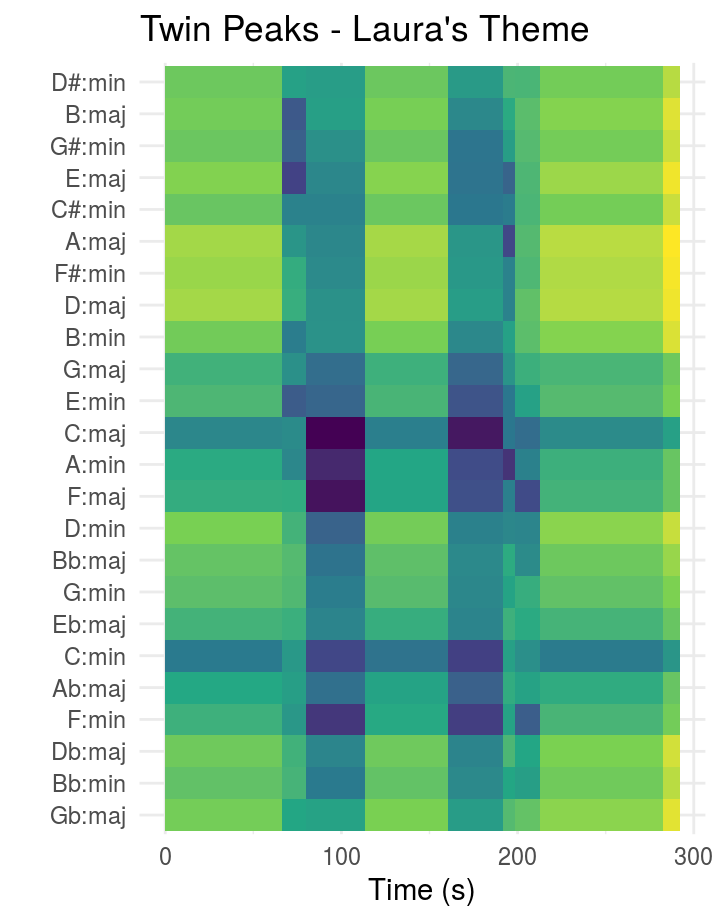 Twin Peaks - Laura's Theme
D#:min
B:maj
G#:min
E:maj
C#:min
A:maj
F#:min
D:maj
B:min
G:maj
E:min
C:maj
A:min
F:maj
D:min
Bb:maj
G:min
Eb:maj
C:min
Ab:maj
F:min
Db:maj
Bb:min
Gb:maj
0 100 200 300
Time (s)